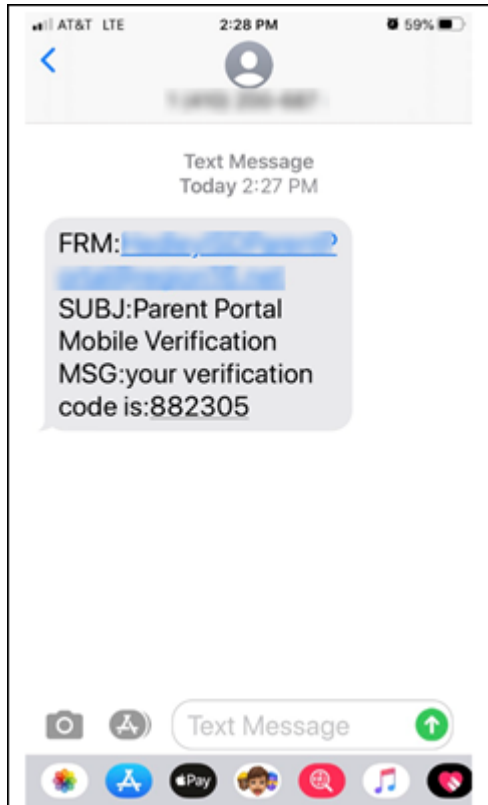 AT&T LTE
2:28 PM
59%
Text Message
Today 2:27 PM
FRM:
SUBJ:Parent Portal
Mobile Verification
MSG:your verification
code is:882305
Text Message
Pay